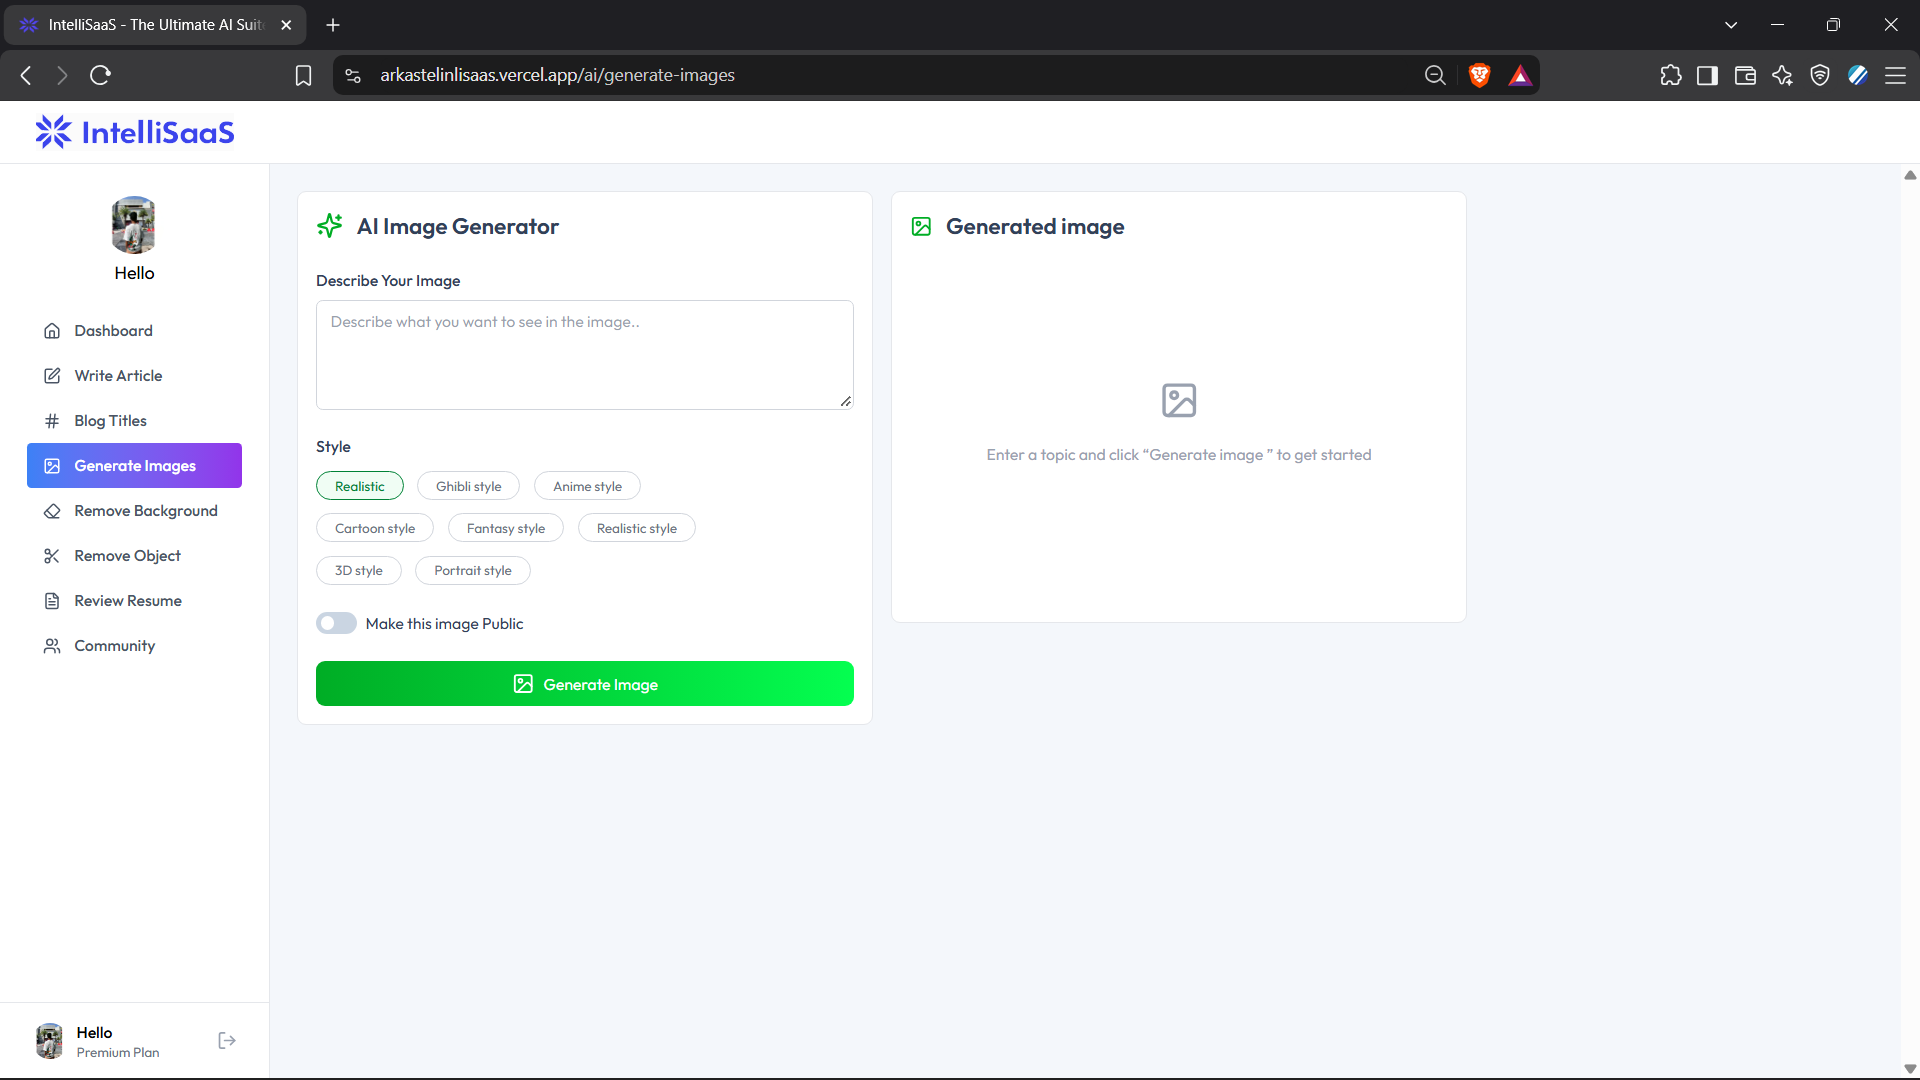 IntelliSaaS - The Ultimate AI Suit
arkastelinlisaas.vercel.app/ai/generate-images
IntelliSaaS
Hello
Dashboard
Write Article
Blog Titles
Generate Images
Remove Background
Remove Object
Review Resume
Community
Hello
Premium Plan
AI Image Generator
Describe Your Image
Describe what you want to see in the image..
Style
Realistic
Ghibli style
Anime style
Cartoon style
Fantasy style
Realistic style
3D style
Portrait style
Make this image Public
Generate Image
Generated image
Enter a topic and click “Generate image ” to get started